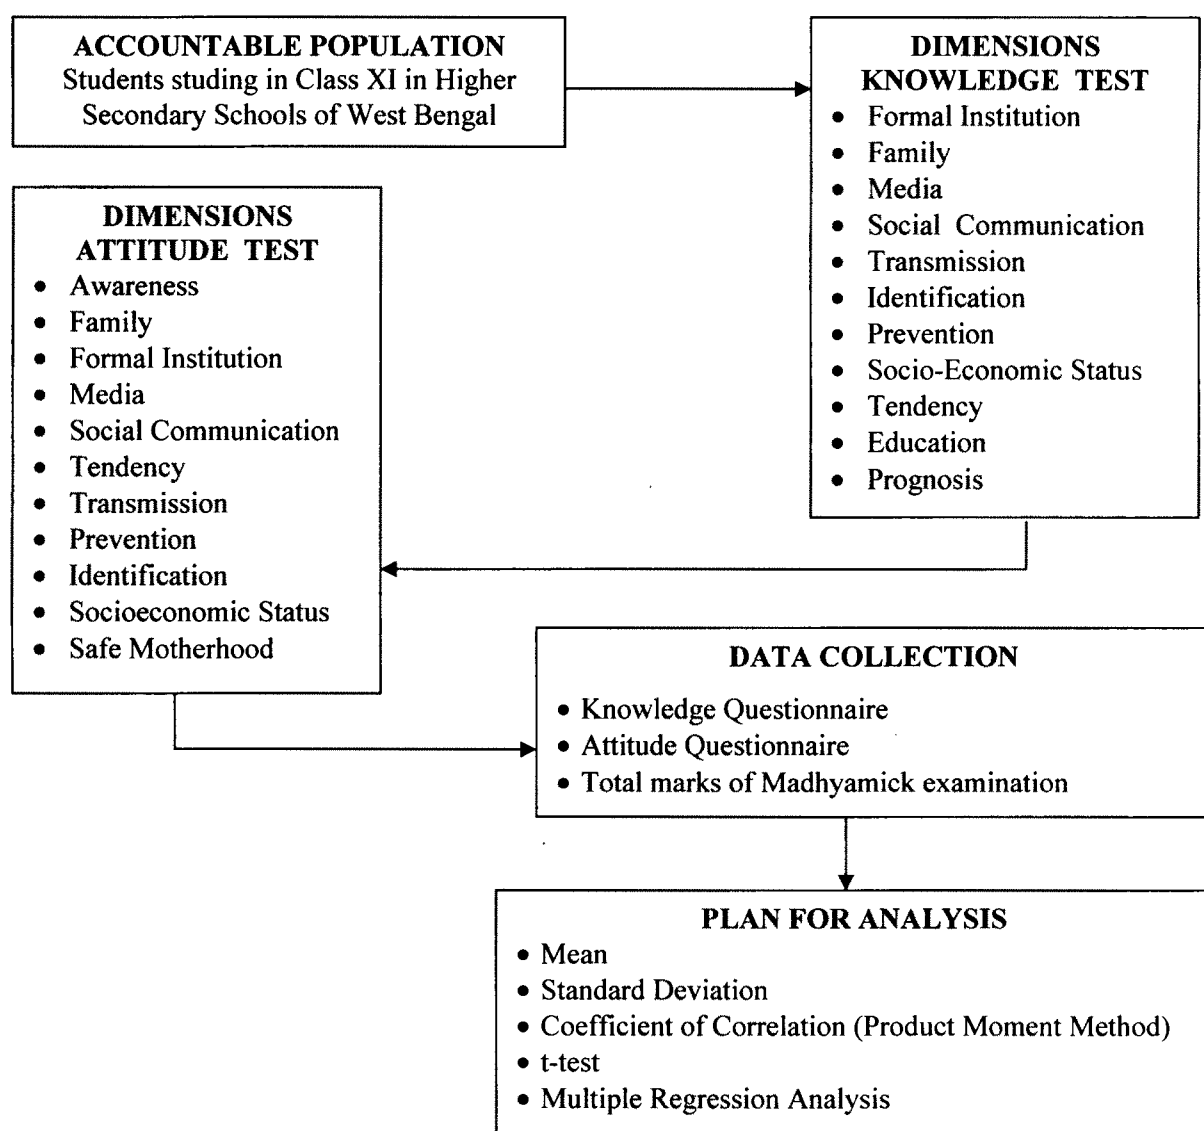 ACCOUNTABLE POPULATION
Students studing in Class XI in Higher
Secondary Schools of West Bengal
DIMENSIONS
KNOWLEDGE TEST
• Formal Institution
• Family
• Media
• Social Communication
• Transmission
• Identification
• Prevention
• Socio-Economic Status
• Tendency
• Education
• Prognosis
DIMENSIONS
ATTITUDE TEST
• Awareness
• Family
• Formal Institution
• Media
• Social Communication
• Tendency
• Transmission
• Prevention
• Identification
• Socioeconomic Status
• Safe Motherhood
DATA COLLECTION
• Knowledge Questionnaire
• Attitude Questionnaire
• Total marks of Madhyamick examination
PLAN FOR ANALYSIS
• Mean
• Standard Deviation
• Coefficient of Correlation (Product Moment Method)
• t-test
• Multiple Regression Analysis